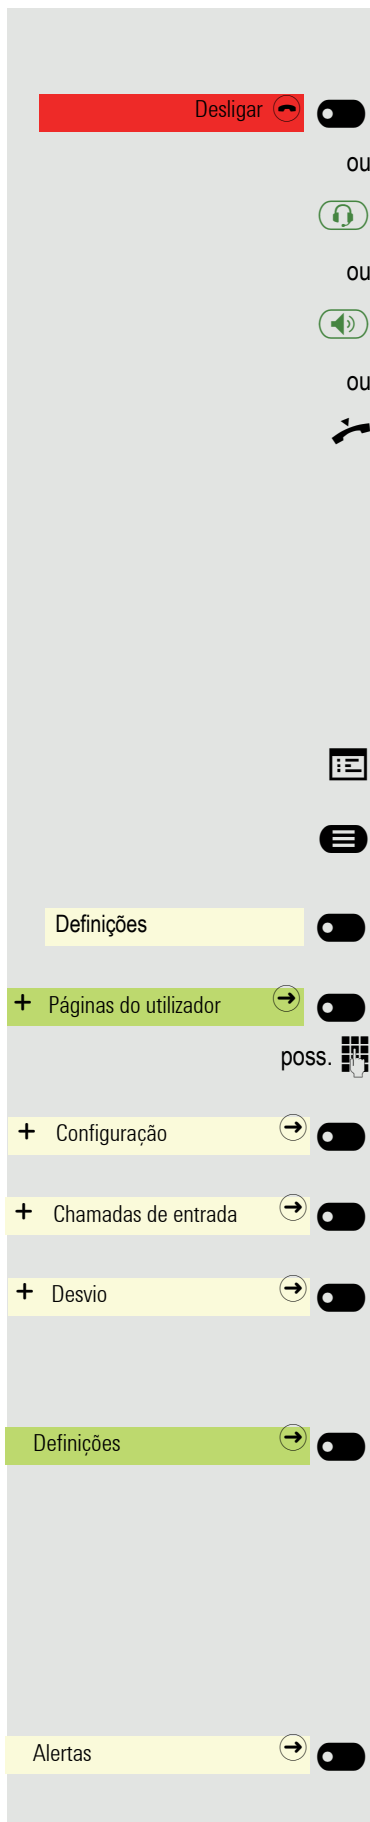 Desligar
ou
ou
ou
Definições
+ Páginas do utilizador
poss.
+ Configuração
+ Chamadas de entrada
+ Desvio
Definições
Alertas